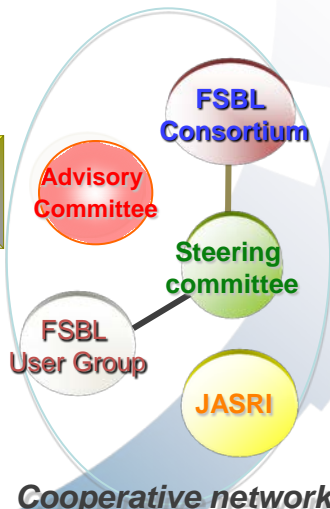 FSBL
Consortium
Advisory
Committee
Steering
committee
FSBL
User Group
JASRI
Cooperative network